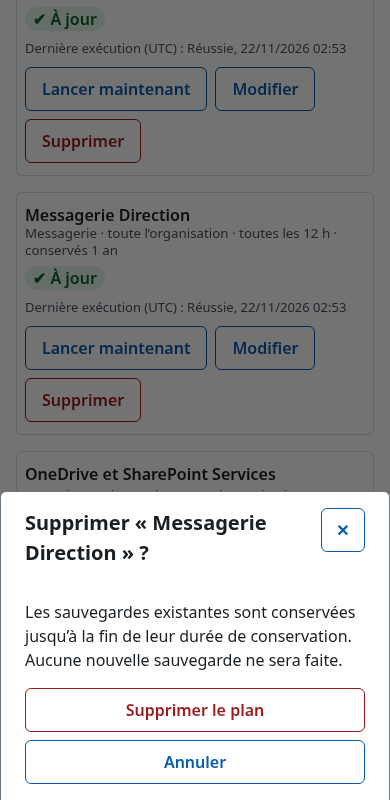 ✔ À jour
Dernière exécution (UTC) : Réussie, 22/11/2026 02:53
Lancer maintenant
Modifier
Supprimer
Messagerie Direction
Messagerie · toute l’organisation · toutes les 12 h ·
conservés 1 an
✔ À jour
Dernière exécution (UTC) : Réussie, 22/11/2026 02:53
Lancer maintenant
Modifier
Supprimer
OneDrive et SharePoint Services
Supprimer « Messagerie
Direction » ?
×
Les sauvegardes existantes sont conservées
jusqu’à la fin de leur durée de conservation.
Aucune nouvelle sauvegarde ne sera faite.
Supprimer le plan
Annuler